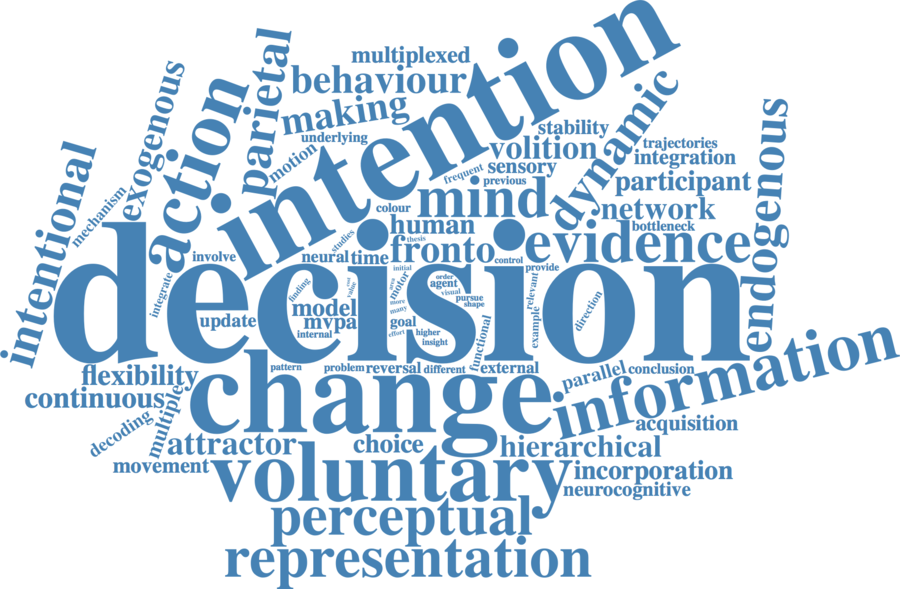 intention
multiplexed
parietal
behaviour
exogenous
action
making
dynamic
underlying
stability
endogenous
motion
volition
trajectories
integration
intentional
mechanism
frequent
sensory
previous
participant
mind
colour
network
human
bottleneck
studies
thesis
fronto
evidence
involve
neural
time
control
decision
initial
provide
integrate
finding
motor
order
agent
visual
relevant
pursue
shape
model
more
many
direction
update
mvpa
goal
example
internal
effort
higher
insight
functional
information
pattern
problem
reversal
different
external
flexibility
change
parallel
conclusion
continuous
multiple
acquisition
decoding
attractor
choice
hierarchical
movement
voluntary
incorporation
neurocognitive
perceptual
representation